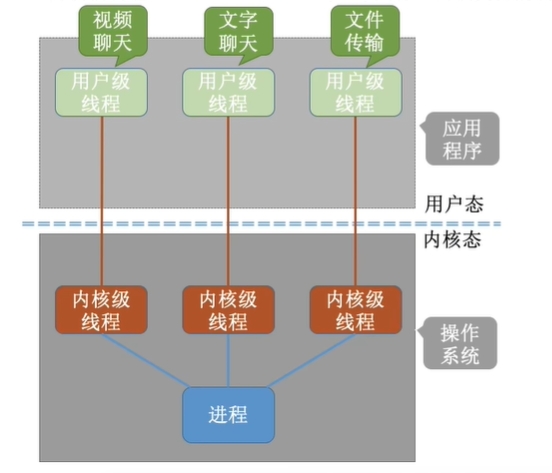 视频
聊天
文字
聊天
文件
传输
用户级
线程
用户级
线程
用户级
线程
应用
程序
用户态
内核态
内核级
线程
内核级
线程
内核级
线程
操作
系统
进程